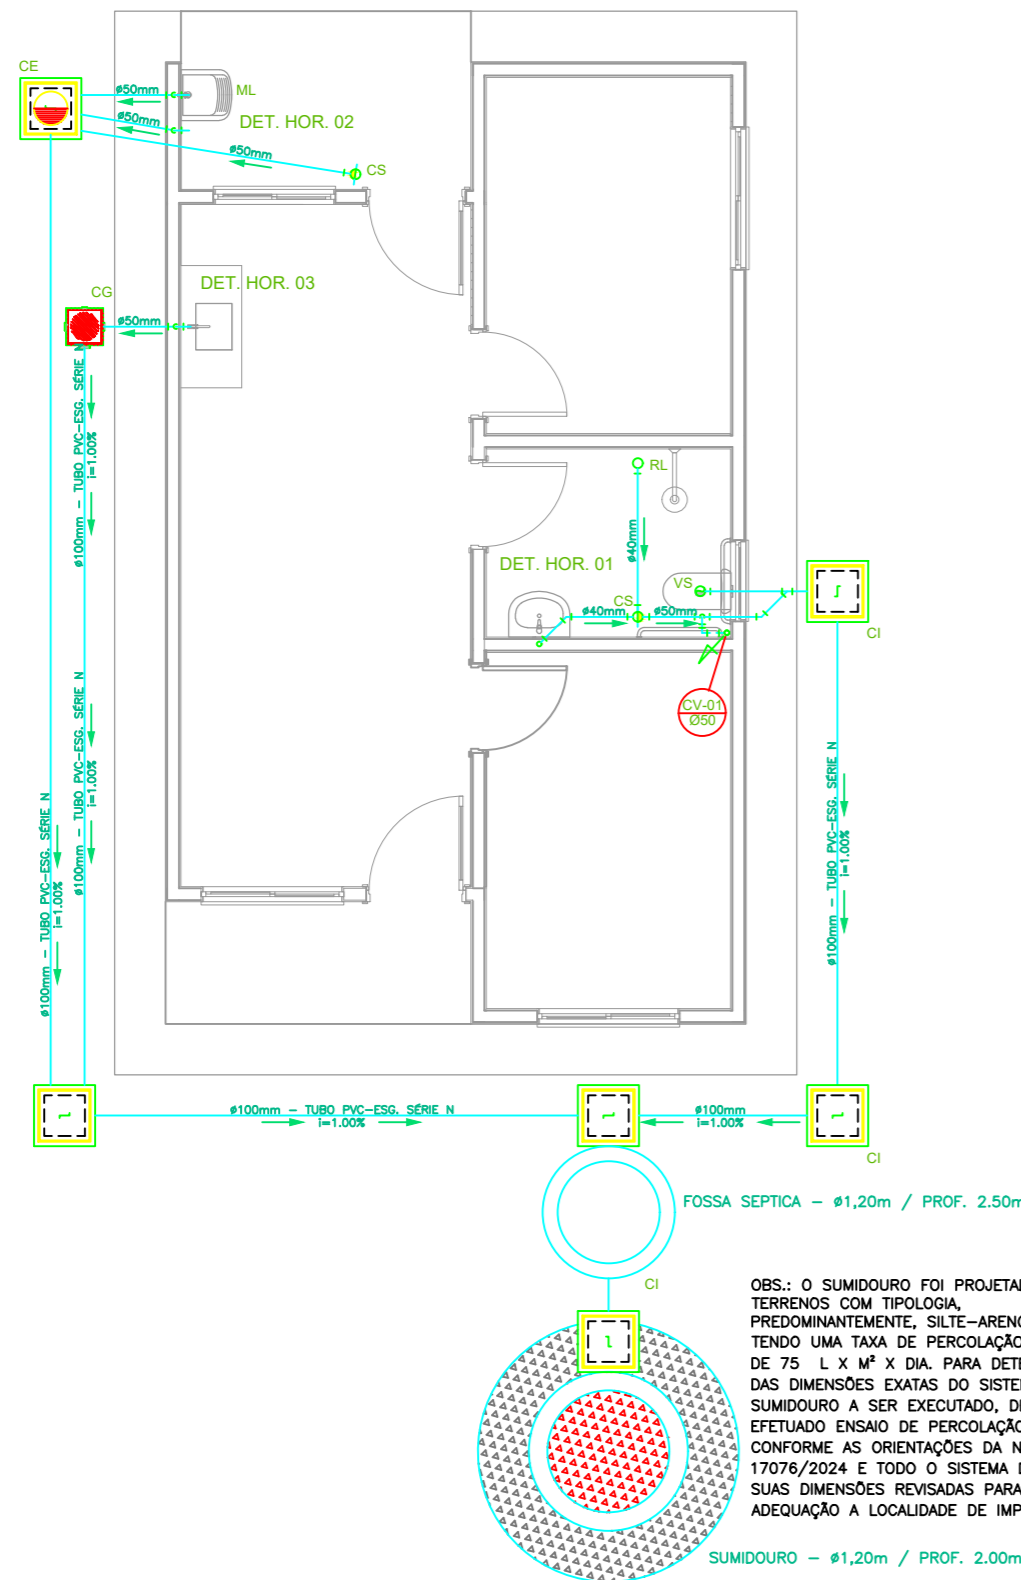 CE
ø50mm
ML
ø50mm
DET. HOR. 02
ø50mm
CS
DET. HOR. 03
CG
ø50mm
ø100mm – TUBO PVC–ESG. SÉRIE N
i=1.00%
RL
ø40mm
DET. HOR. 01
VS
CS
ø40mm
ø50mm
CI
CV-01
Ø50
ø100mm – TUBO PVC–ESG. SÉRIE N
i=1.00%
ø100mm – TUBO PVC–ESG. SÉRIE N
i=1.00%
ø100mm – TUBO PVC–ESG. SÉRIE N
i=1.00%
ø100mm – TUBO PVC–ESG. SÉRIE N
i=1.00%
ø100mm
i=1.00%
CI
FOSSA SEPTICA – ø1,20m / PROF. 2.50m
CI
OBS.: O SUMIDOURO FOI
TERRENOS COM TIPOLOGIA,
PREDOMINANTEMENTE,
TENDO UMA TAXA DE PERCOLAÇÃO
DE 75 L X M² X DIA. PARA
DAS DIMENSÕES EXATAS DO
SUMIDOURO A SER EXECUTADO,
EFETUADO ENSAIO DE PERCOLAÇÃO
CONFORME AS ORIENTAÇÕES DA
17076/2024 E TODO O SISTEMA
SUAS DIMENSÕES REVISADAS PARA
ADEQUAÇÃO A LOCALIDADE DE
SUMIDOURO – ø1,20m / PROF. 2.00m